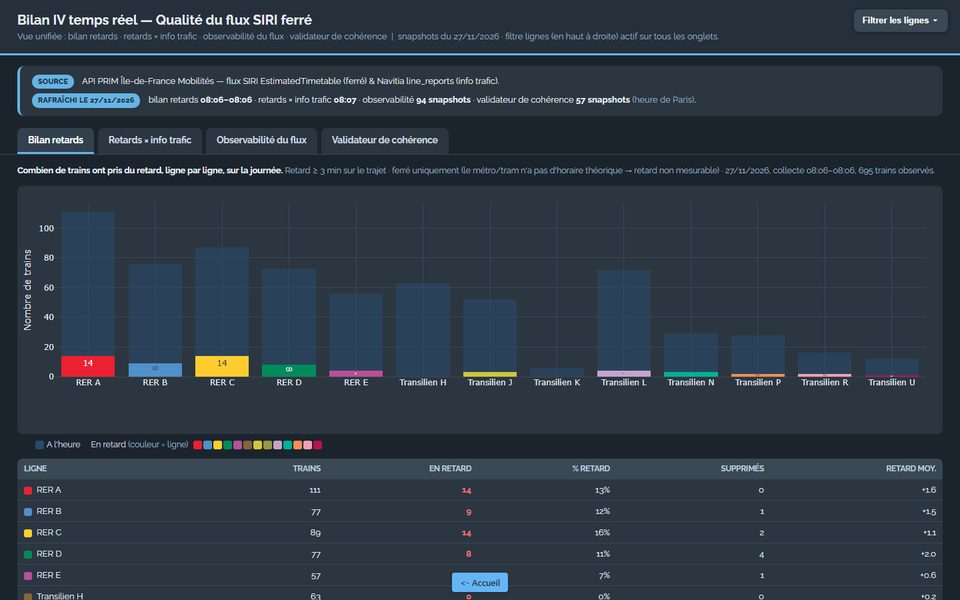 Bilan IV temps réel — Qualité du flux SIRI ferré
Filtrer les lignes
Vue unifiée : bilan retards · retards × info trafic · observabilité du flux · validateur de cohérence | snapshots du 27/11/2026 · filtre lignes (en haut à droite) actif sur tous les onglets.
SOURCE API PRIM Île-de-France Mobilités — flux SIRI EstimatedTimetable (ferré) & Navitia line_reports (info trafic).
RAFRAÎCHI LE 27/11/2026 bilan retards 08:06–08:06 · retards × info trafic 08:07 · observabilité 94 snapshots · validateur de cohérence 57 snapshots (heure de Paris).
Bilan retards Retards × info trafic Observabilité du flux Validateur de cohérence
Combien de trains ont pris du retard, ligne par ligne, sur la journée. Retard ≥ 3 min sur le trajet · ferré uniquement (le métro/tram n'a pas d'horaire théorique → retard non mesurable) · 27/11/2026, collecte 08:06–08:06, 695 trains observés.
Nombre de trains
100
80
60
40
20
0
14 9 14 8
RER A RER B RER C RER D RER E Transilien H Transilien J Transilien K Transilien L Transilien N Transilien P Transilien R Transilien U
A l'heure En retard (couleur = ligne)
LIGNE TRAINS EN RETARD % RETARD SUPPRIMÉS RETARD MOY.
RER A 111 14 13% 0 +1.6
RER B 77 9 12% 1 +1.5
RER C 89 14 16% 2 +1.1
RER D 77 8 11% 4 +2.0
RER E 57 7% 1 +0.6
<- Accueil
Transilien H 63 0 0% 0 +0.2